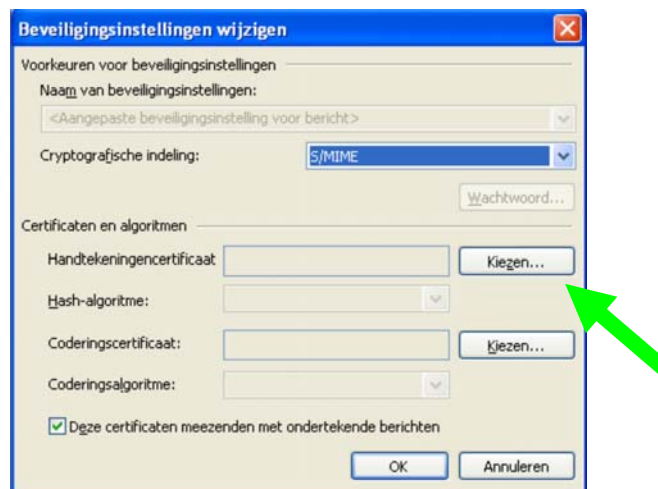 Beveiligingsinstellingen wijzigen
Voorkeuren voor beveiligingsinstellingen
Naam van beveiligingsinstellingen:
<Aangepaste beveiligingsinstelling voor bericht>
Cryptografische indeling: S/MIME
Wachtwoord...
Certificaten en algoritmen
Handtekeningencertificaat Kiezen...
Hash-algoritme:
Coderingscertificaat: Kiezen...
Coderingsalgoritme:
Deze certificaten meezenden met ondertekende berichten
OK Annuleren